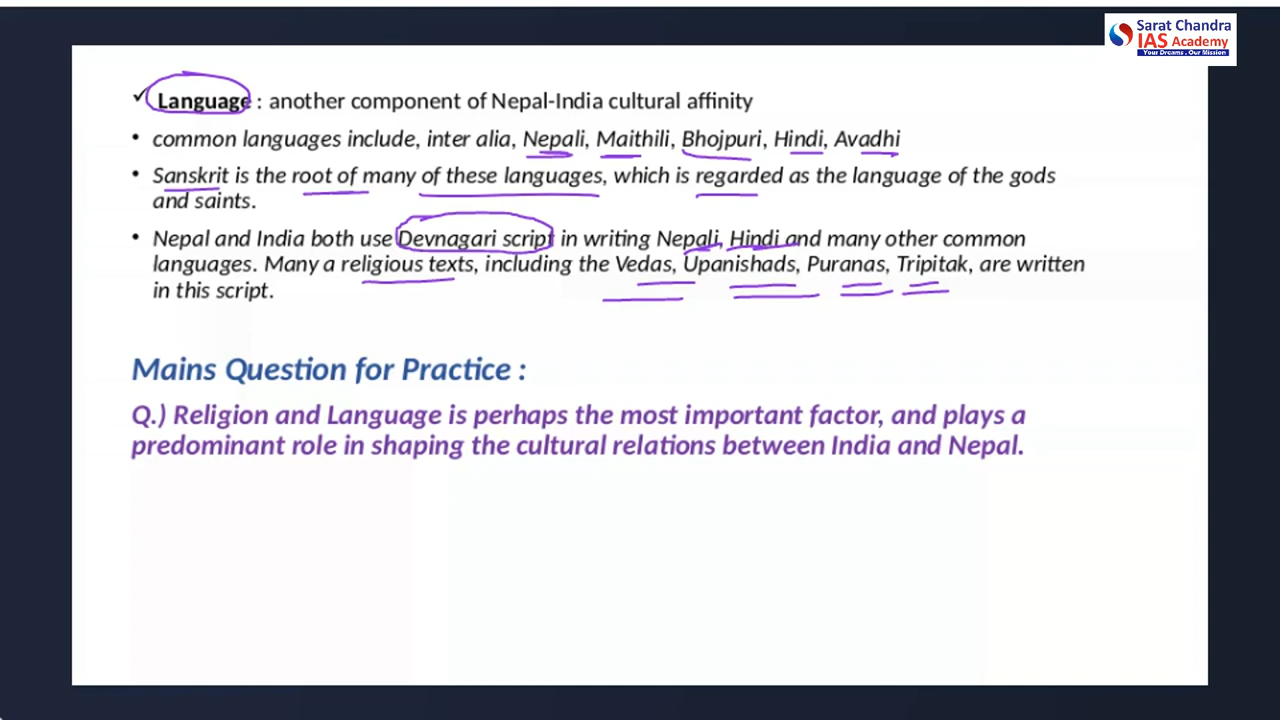 Sarat Chandra
IAS Academy
Your Dreams . Our Mission
✓ Language : another component of Nepal-India cultural affinity
• common languages include, inter alia, Nepali, Maithili, Bhojpuri, Hindi, Avadhi
• Sanskrit is the root of many of these languages, which is regarded as the language of the gods
and saints.
• Nepal and India both use Devnagari script in writing Nepali, Hindi and many other common
languages. Many a religious texts, including the Vedas, Upanishads, Puranas, Tripitak, are written
in this script.
Mains Question for Practice :
Q.) Religion and Language is perhaps the most important factor, and plays a
predominant role in shaping the cultural relations between India and Nepal.